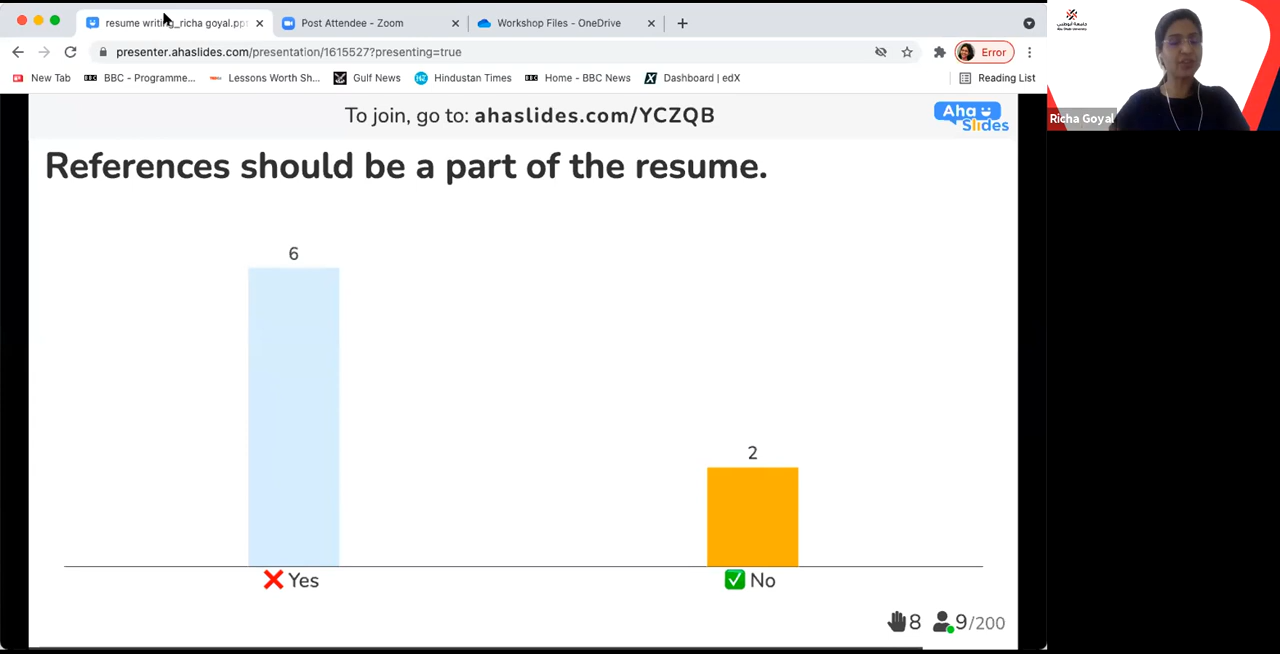 resume writing_richa goyal.ppt
Post Attendee - Zoom
Workshop Files - OneDrive
presenter.ahaslides.com/presentation/1615527?presenting=true
Error
New Tab
BBC - Programme...
Lessons Worth Sh...
Gulf News
Hindustan Times
Home - BBC News
Dashboard | edX
Reading List
To join, go to: ahaslides.com/YCZQB
Aha
Slides
References should be a part of the resume.
6
2
Yes
No
8
9/200
Richa Goyal